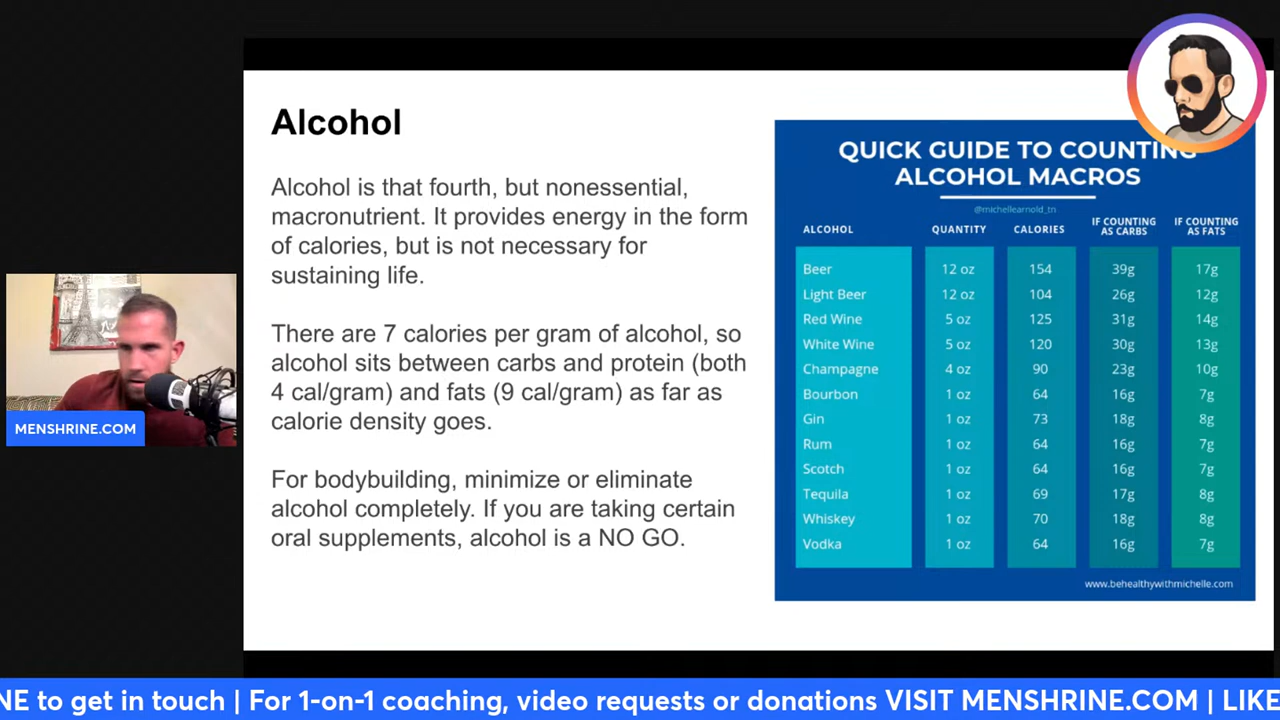 Alcohol
Alcohol is that fourth, but nonessential,
macronutrient. It provides energy in the form
of calories, but is not necessary for
sustaining life.
There are 7 calories per gram of alcohol, so
alcohol sits between carbs and protein (both
4 cal/gram) and fats (9 cal/gram) as far as
calorie density goes.
For bodybuilding, minimize or eliminate
alcohol completely. If you are taking certain
oral supplements, alcohol is a NO GO.
QUICK GUIDE TO COUNTING
ALCOHOL MACROS
@michellearnold_tn
ALCOHOL QUANTITY CALORIES IF COUNTING AS CARBS IF COUNTING AS FATS
Beer 12 oz 154 39g 17g
Light Beer 12 oz 104 26g 12g
Red Wine 5 oz 125 31g 14g
White Wine 5 oz 120 30g 13g
Champagne 4 oz 90 23g 10g
Bourbon 1 oz 64 16g 7g
Gin 1 oz 73 18g 8g
Rum 1 oz 64 16g 7g
Scotch 1 oz 64 16g 7g
Tequila 1 oz 69 17g 8g
Whiskey 1 oz 70 18g 8g
Vodka 1 oz 64 16g 7g
www.behealthywithmichelle.com
MENSHRINE.COM
NE to get in touch | For 1-on-1 coaching, video requests or donations VISIT MENSHRINE.COM | LIKE